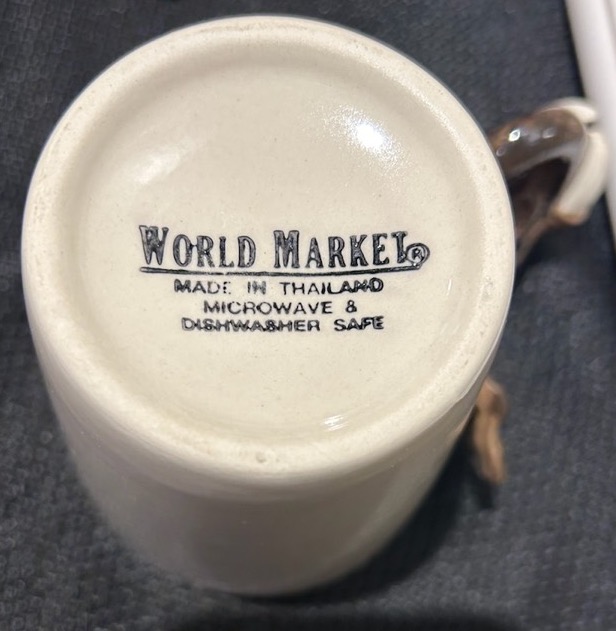 WORLD MARKET®
MADE IN THAILAND
MICROWAVE &
DISHWASHER SAFE